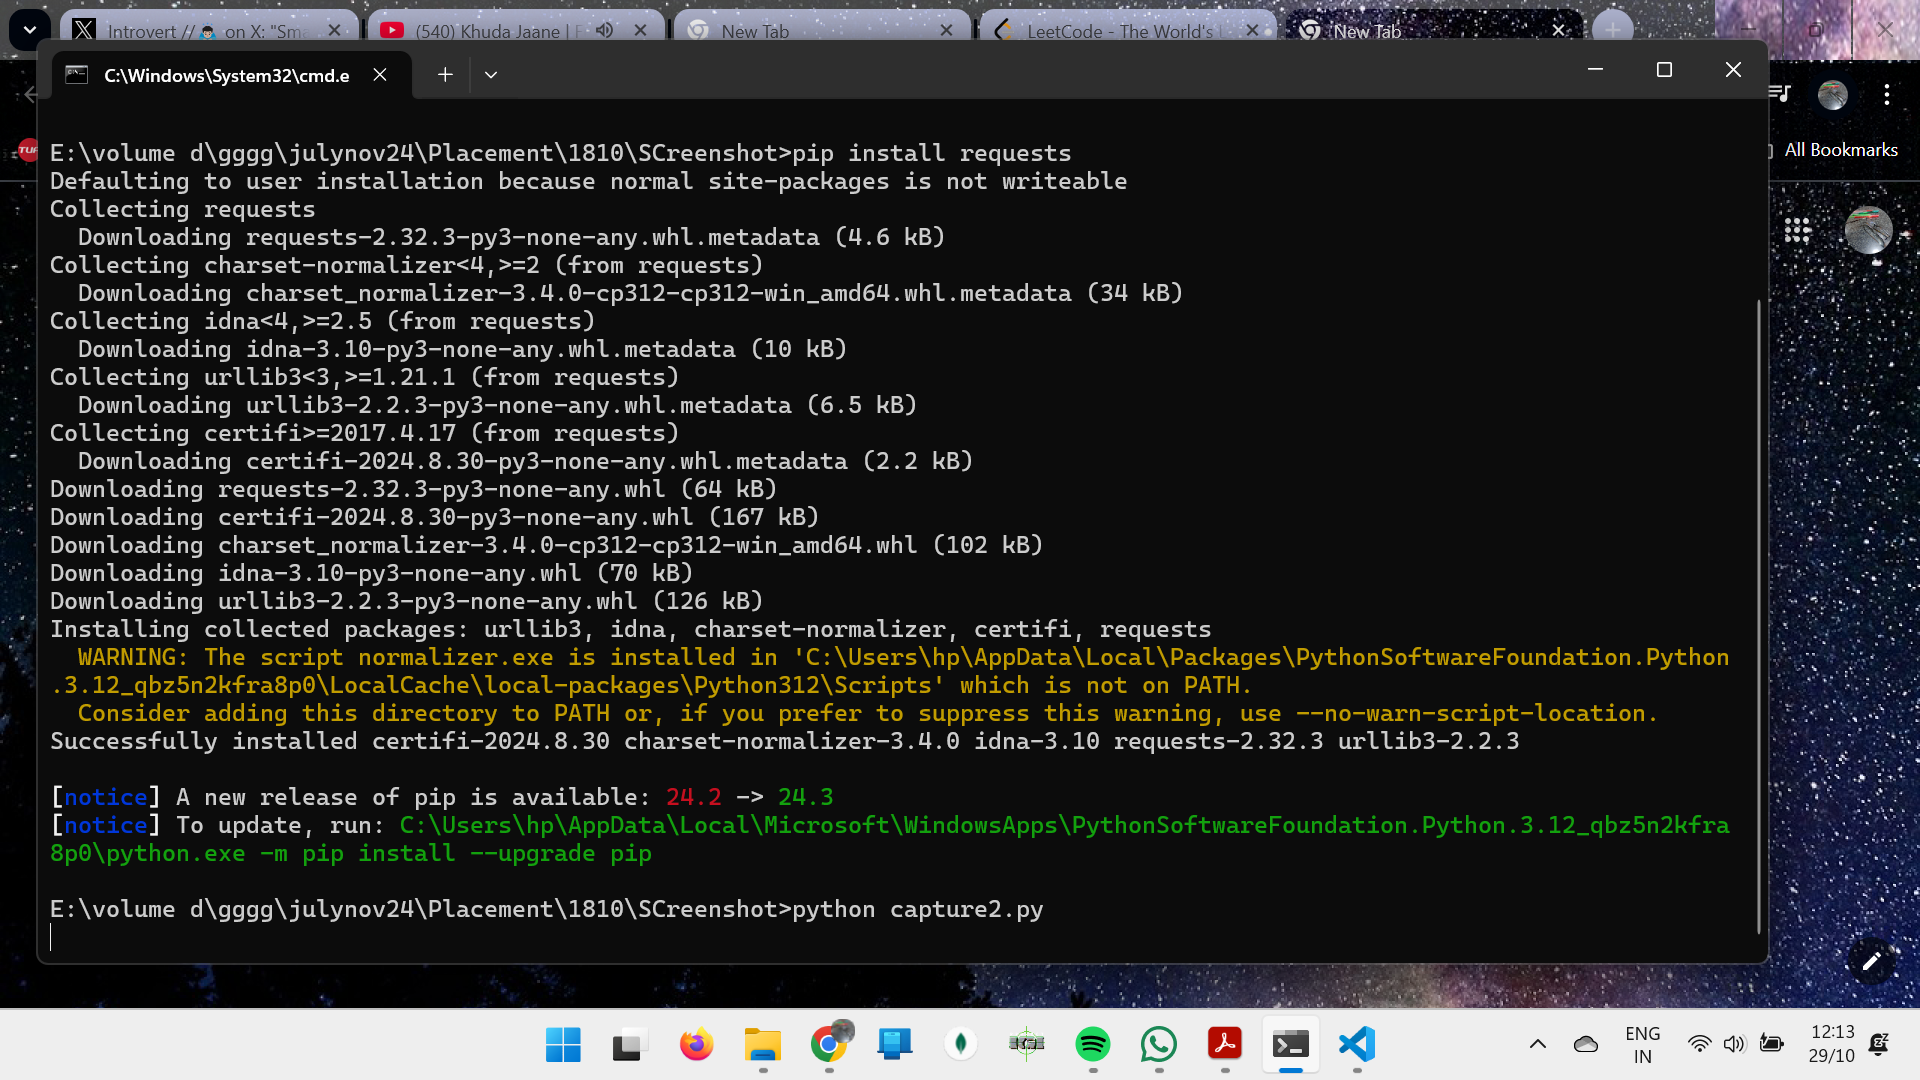 Introvert // on X: "Sma
(540) Khuda Jaane | F
New Tab
LeetCode - The World's L
New Tab
C:\Windows\System32\cmd.e
All Bookmarks
E:\volume d\gggg\julynov24\Placement\1810\SCreenshot>pip install requests
Defaulting to user installation because normal site-packages is not writeable
Collecting requests
  Downloading requests-2.32.3-py3-none-any.whl.metadata (4.6 kB)
Collecting charset-normalizer<4,>=2 (from requests)
  Downloading charset_normalizer-3.4.0-cp312-cp312-win_amd64.whl.metadata (34 kB)
Collecting idna<4,>=2.5 (from requests)
  Downloading idna-3.10-py3-none-any.whl.metadata (10 kB)
Collecting urllib3<3,>=1.21.1 (from requests)
  Downloading urllib3-2.2.3-py3-none-any.whl.metadata (6.5 kB)
Collecting certifi>=2017.4.17 (from requests)
  Downloading certifi-2024.8.30-py3-none-any.whl.metadata (2.2 kB)
Downloading requests-2.32.3-py3-none-any.whl (64 kB)
Downloading certifi-2024.8.30-py3-none-any.whl (167 kB)
Downloading charset_normalizer-3.4.0-cp312-cp312-win_amd64.whl (102 kB)
Downloading idna-3.10-py3-none-any.whl (70 kB)
Downloading urllib3-2.2.3-py3-none-any.whl (126 kB)
Installing collected packages: urllib3, idna, charset-normalizer, certifi, requests
  WARNING: The script normalizer.exe is installed in 'C:\Users\hp\AppData\Local\Packages\PythonSoftwareFoundation.Python
.3.12_qbz5n2kfra8p0\LocalCache\local-packages\Python312\Scripts' which is not on PATH.
  Consider adding this directory to PATH or, if you prefer to suppress this warning, use --no-warn-script-location.
Successfully installed certifi-2024.8.30 charset-normalizer-3.4.0 idna-3.10 requests-2.32.3 urllib3-2.2.3
[notice] A new release of pip is available: 24.2 -> 24.3
[notice] To update, run: C:\Users\hp\AppData\Local\Microsoft\WindowsApps\PythonSoftwareFoundation.Python.3.12_qbz5n2kfra
8p0\python.exe -m pip install --upgrade pip
E:\volume d\gggg\julynov24\Placement\1810\SCreenshot>python capture2.py
ENG
IN
12:13
29/10